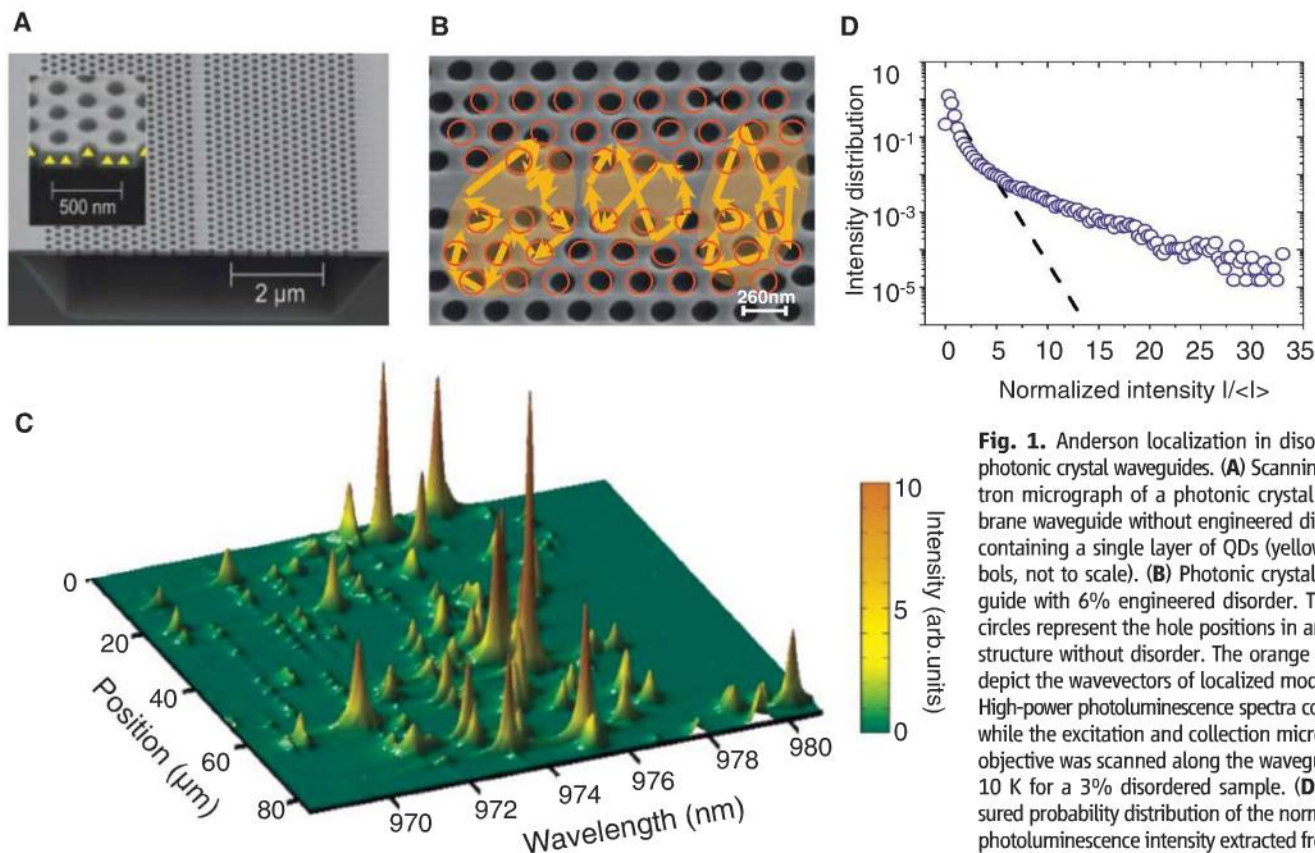 A
500 nm
2 µm
B
260nm
D
Intensity distribution
10
10⁻¹
10⁻³
10⁻⁵
0 5 10 15 20 25 30 35
Normalized intensity I/<I>
C
0
20
40
60
80
Position (µm)
970 972 974 976 978 980
Wavelength (nm)
10
5
0
Intensity (arb.units)
Fig. 1. Anderson localization in diso
photonic crystal waveguides. (A) Scannin
tron micrograph of a photonic crystal
brane waveguide without engineered di
containing a single layer of QDs (yellow
bols, not to scale). (B) Photonic crystal
guide with 6% engineered disorder. T
circles represent the hole positions in a
structure without disorder. The orange
depict the wavevectors of localized mod
High-power photoluminescence spectra co
while the excitation and collection micr
objective was scanned along the wavegu
10 K for a 3% disordered sample. (D
sured probability distribution of the norm
photoluminescence intensity extracted fr